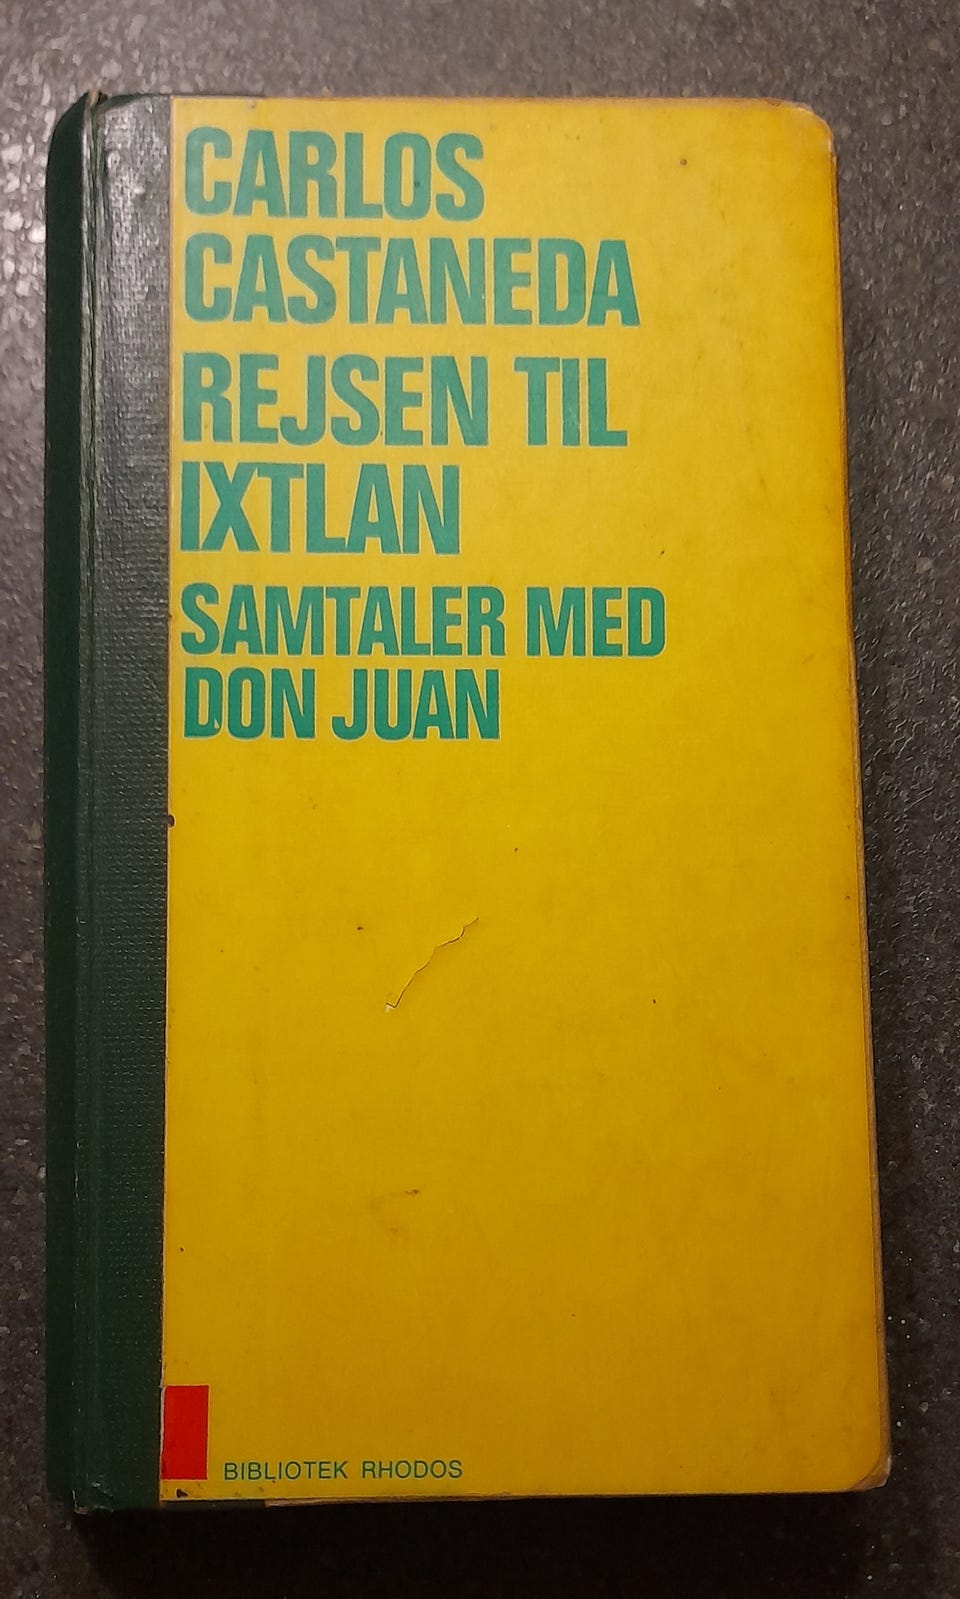 CARLOS
CASTANEDA
REJSEN TIL
IXTLAN
SAMTALER MED
DON JUAN
BIBLIOTEK RHODOS